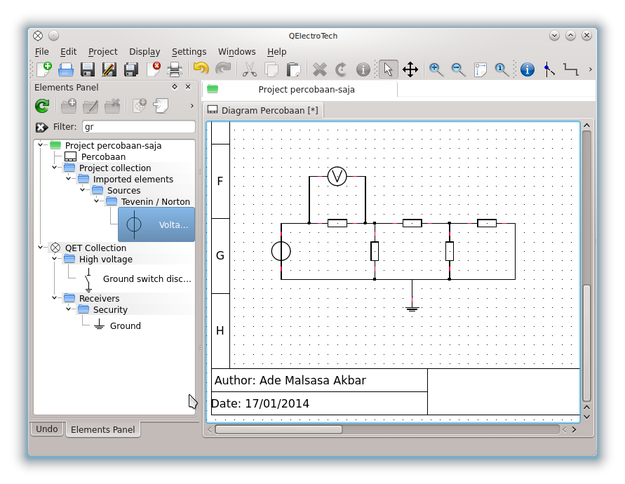 QElectroTech
File Edit Project Display Settings Windows Help
Elements Panel
Filter: gr
Project percobaan-saja
Percobaan
Project collection
Imported elements
Sources
Tevenin / Norton
Volta...
QET Collection
High voltage
Ground switch disc...
Receivers
Security
Ground
Undo Elements Panel
Project percobaan-saja
Diagram Percobaan [*]
F
V
G
H
Author: Ade Malsasa Akbar
Date: 17/01/2014